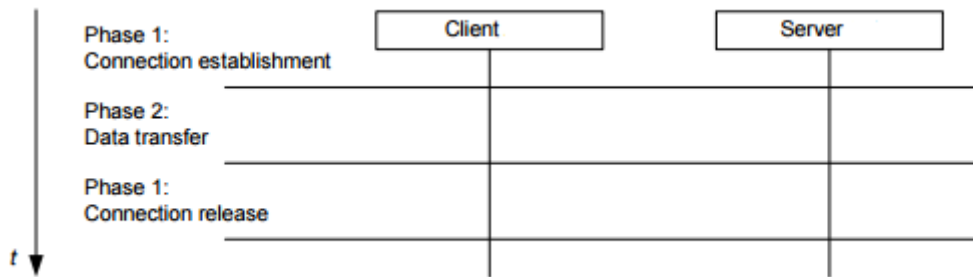 Client
Server
Phase 1:
Connection establishment
Phase 2:
Data transfer
Phase 1:
Connection release
t